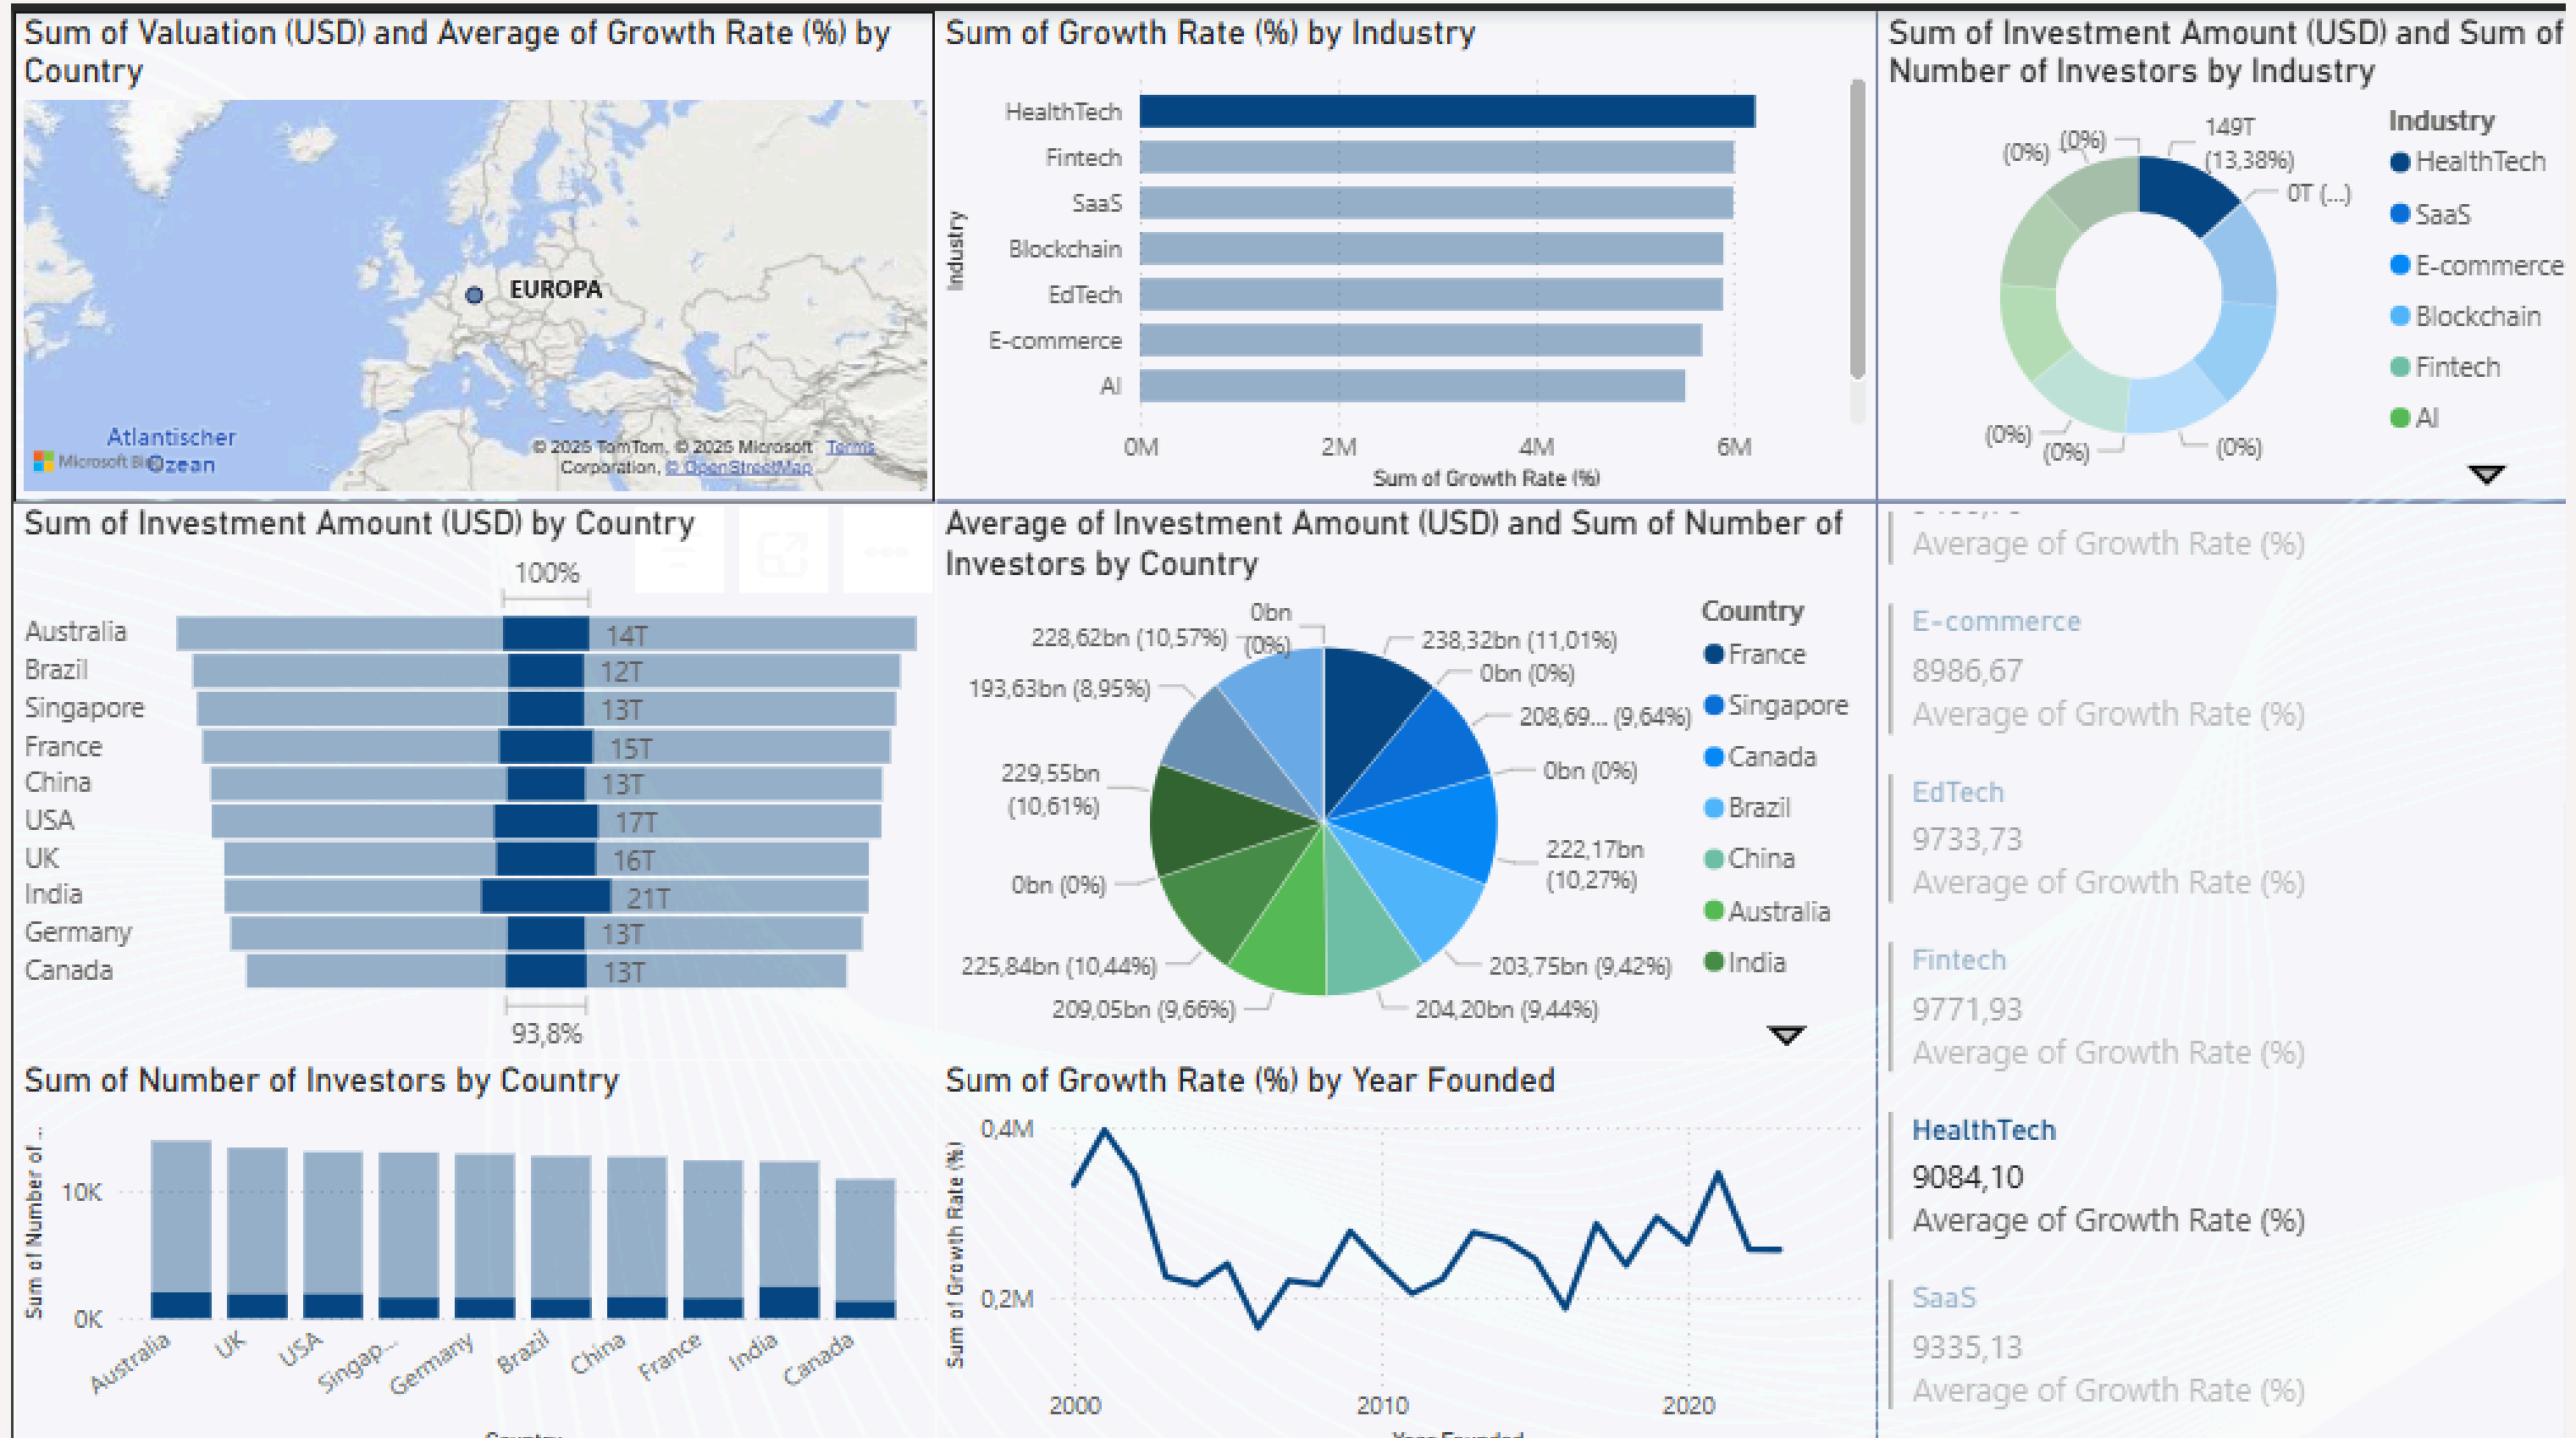 Sum of Valuation (USD) and Average of Growth Rate (%) by
Country
EUROPA
Atlantischer
Ozean
Microsoft
© 2025 TomTom, © 2025 Microsoft Terms
Corporation, © OpenStreetMap
Sum of Growth Rate (%) by Industry
Industry
HealthTech
Fintech
SaaS
Blockchain
EdTech
E-commerce
AI
0M 2M 4M 6M
Sum of Growth Rate (%)
Sum of Investment Amount (USD) and Sum of
Number of Investors by Industry
(0%)
(0%)
149T
(13,38%)
0T (...)
(0%)
(0%)
(0%)
Industry
HealthTech
SaaS
E-commerce
Blockchain
Fintech
AI
Sum of Investment Amount (USD) by Country
100%
Australia 14T
Brazil 12T
Singapore 13T
France 15T
China 13T
USA 17T
UK 16T
India 21T
Germany 13T
Canada 13T
93,8%
Average of Investment Amount (USD) and Sum of Number of
Investors by Country
0bn
(0%)
238,32bn (11,01%)
0bn (0%)
208,69... (9,64%)
0bn (0%)
222,17bn
(10,27%)
203,75bn (9,42%)
204,20bn (9,44%)
209,05bn (9,66%)
225,84bn (10,44%)
0bn (0%)
229,55bn
(10,61%)
193,63bn (8,95%)
228,62bn (10,57%)
Country
France
Singapore
Canada
Brazil
China
Australia
India
Average of Growth Rate (%)
E-commerce
8986,67
Average of Growth Rate (%)
EdTech
9733,73
Average of Growth Rate (%)
Fintech
9771,93
Average of Growth Rate (%)
HealthTech
9084,10
Average of Growth Rate (%)
SaaS
9335,13
Average of Growth Rate (%)
Sum of Number of Investors by Country
Sum of Number of ...
10K
0K
Australia
UK
USA
Singap...
Germany
Brazil
China
France
India
Canada
Sum of Growth Rate (%) by Year Founded
Sum of Growth Rate (%)
0,4M
0,2M
2000 2010 2020